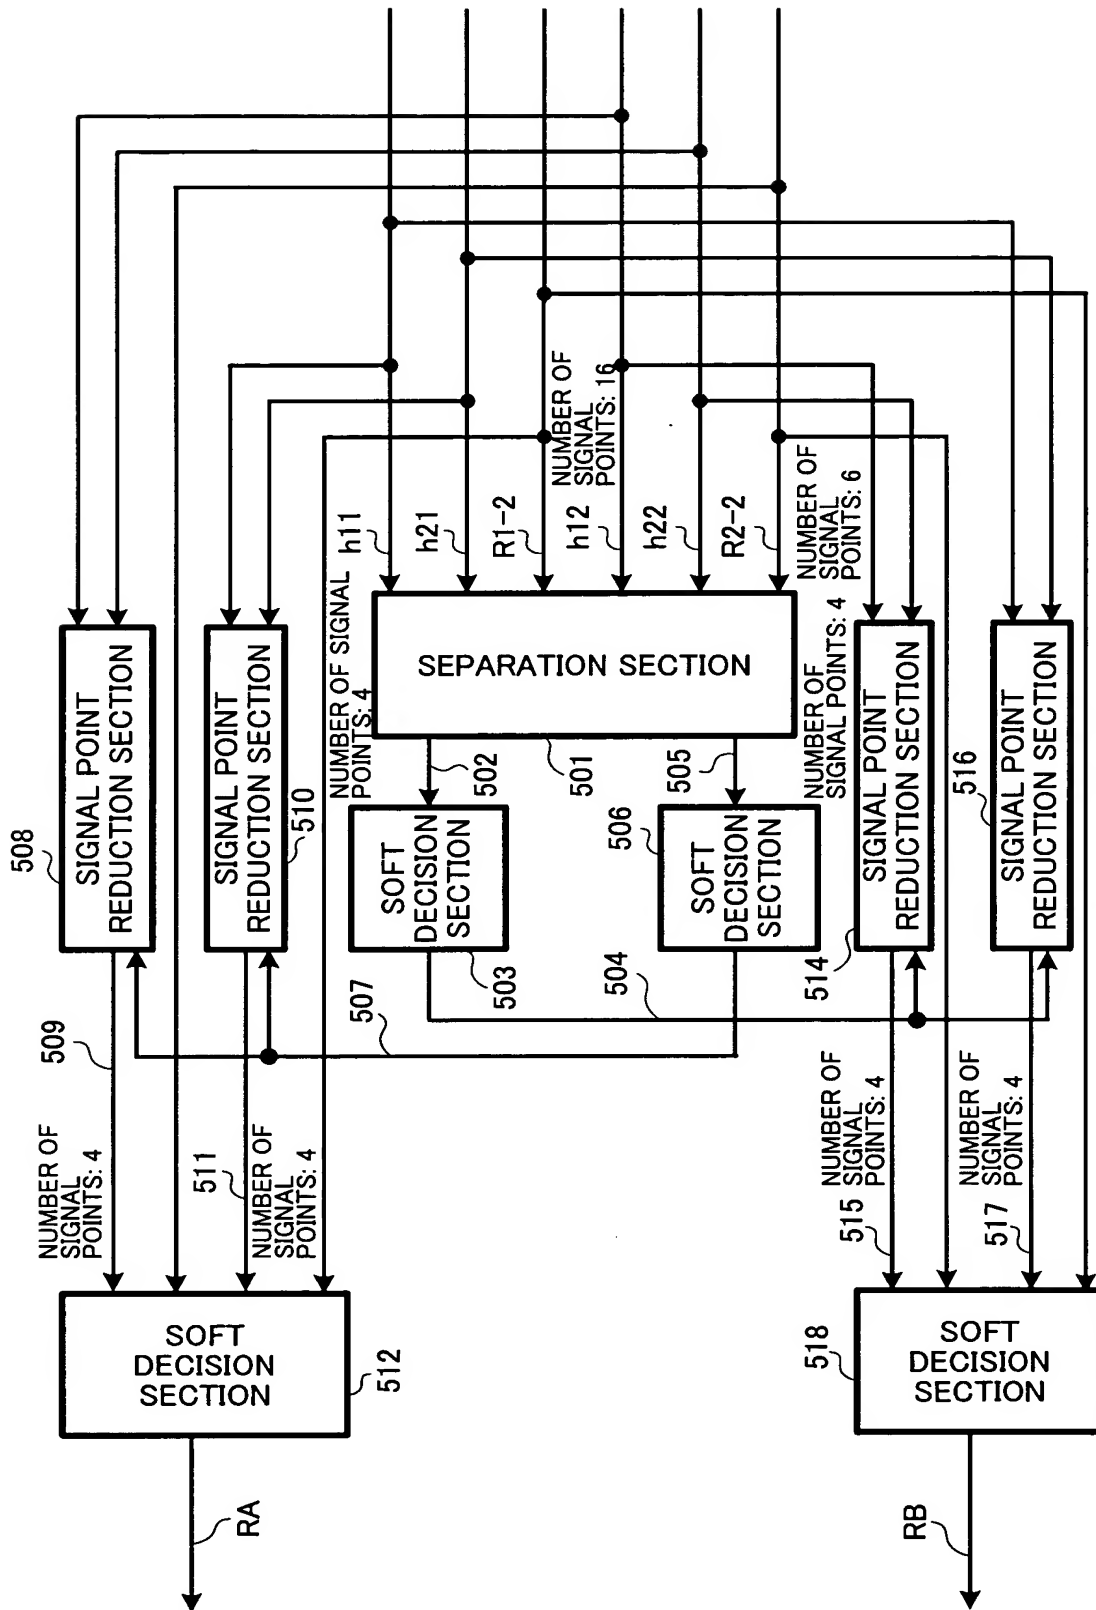 508
SIGNAL POINT
REDUCTION SECTION
509
NUMBER OF
SIGNAL
POINTS: 4
SIGNAL POINT
REDUCTION SECTION
510
511
NUMBER OF
SIGNAL
POINTS: 4
SOFT
DECISION
SECTION
512
RA
NUMBER OF SIGNAL
POINTS: 4
h11
h21
R1-2
h12
h22
R2-2
NUMBER OF
SIGNAL
POINTS: 16
NUMBER OF
SIGNAL
POINTS: 6
SEPARATION SECTION
501
502
505
SOFT
DECISION
SECTION
503
SOFT
DECISION
SECTION
506
507
504
NUMBER OF
SIGNAL POINTS: 4
SIGNAL POINT
REDUCTION SECTION
514
515
NUMBER OF
SIGNAL
POINTS: 4
516
SIGNAL POINT
REDUCTION SECTION
517
NUMBER OF
SIGNAL
POINTS: 4
518
SOFT
DECISION
SECTION
RB